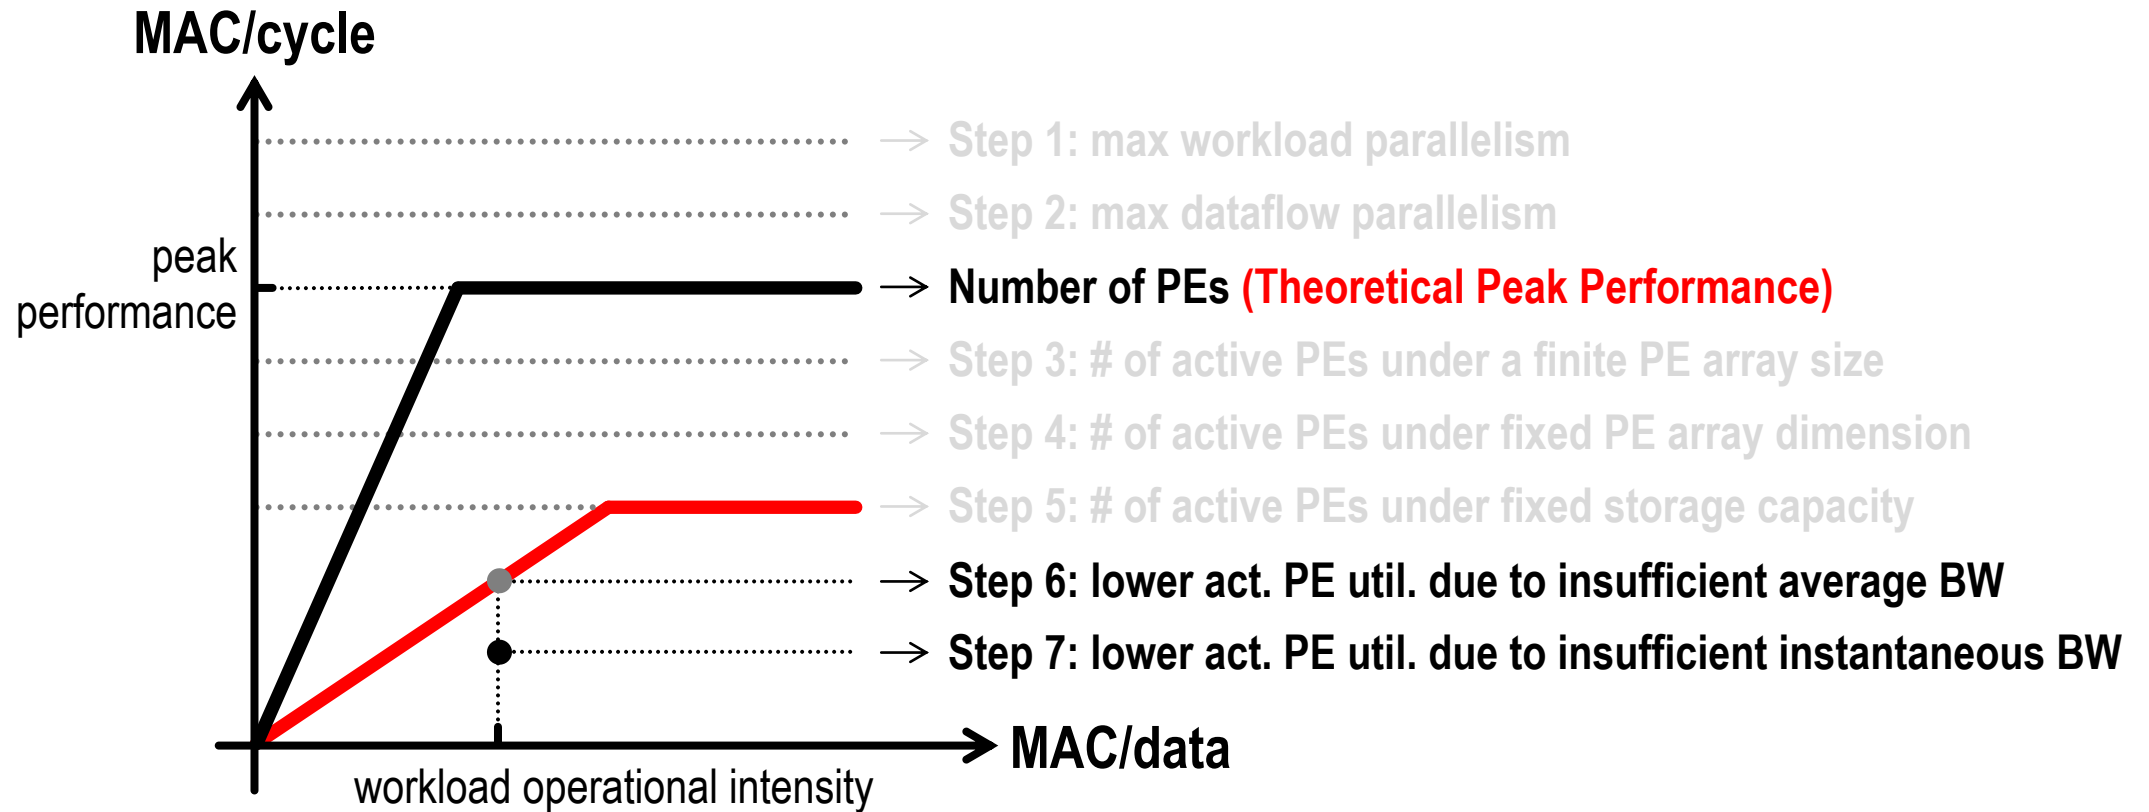 MAC/cycle
Step 1: max workload parallelism
Step 2: max dataflow parallelism
peak
performance
Number of PEs (Theoretical Peak Performance)
Step 3: # of active PEs under a finite PE array size
Step 4: # of active PEs under fixed PE array dimension
Step 5: # of active PEs under fixed storage capacity
Step 6: lower act. PE util. due to insufficient average BW
Step 7: lower act. PE util. due to insufficient instantaneous BW
MAC/data
workload operational intensity